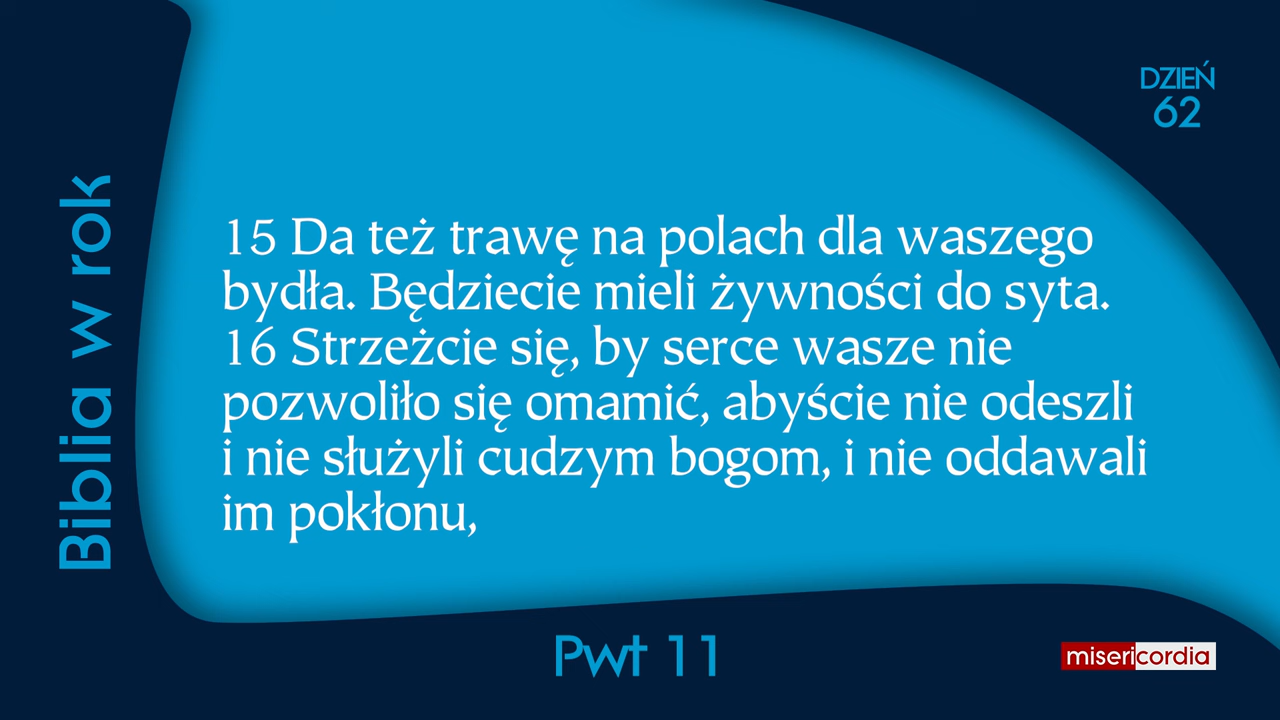 DZIEŃ
62
Biblia w rok
15 Da też trawę na polach dla waszego
bydła. Będziecie mieli żywności do syta.
16 Strzeżcie się, by serce wasze nie
pozwoliło się omamić, abyście nie odeszli
i nie służyli cudzym bogom, i nie oddawali
im pokłonu,
Pwt 11
misericordia